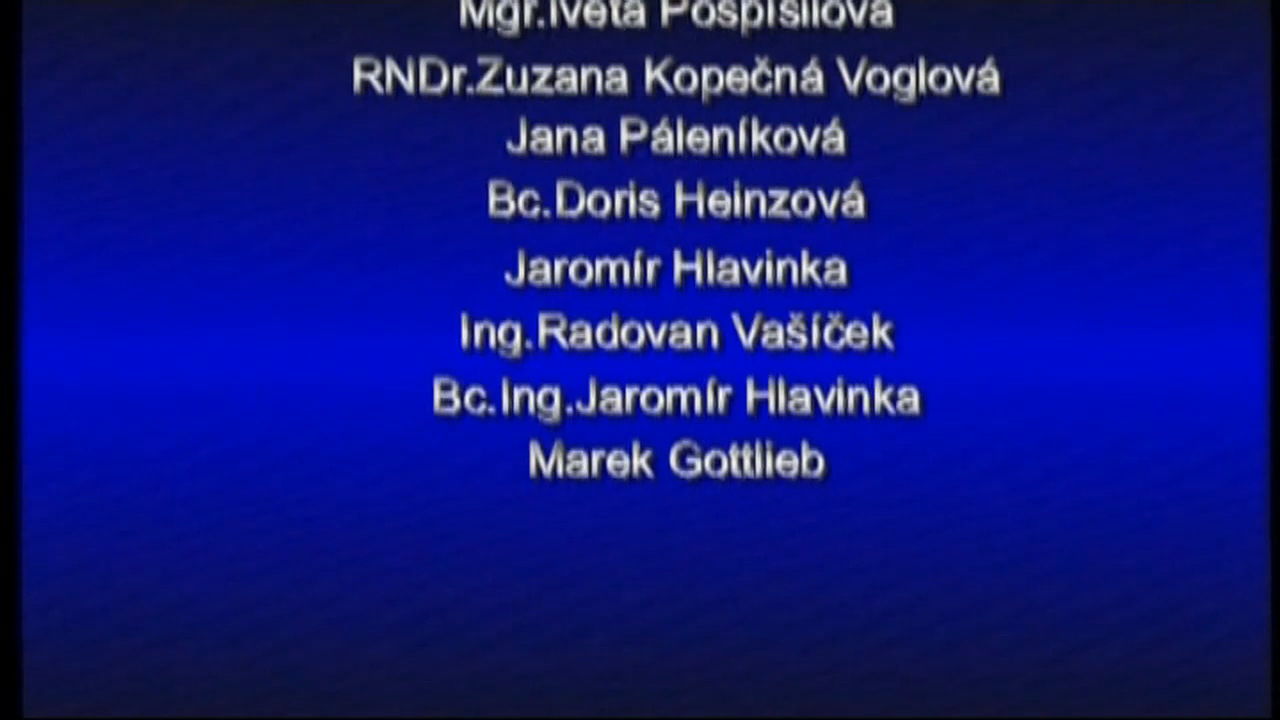 Mgr.Iveta Pospíšilová
RNDr.Zuzana Kopečná Voglová
Jana Páleníková
Bc.Doris Heinzová
Jaromír Hlavinka
Ing.Radovan Vašíček
Bc.Ing.Jaromír Hlavinka
Marek Gottlieb